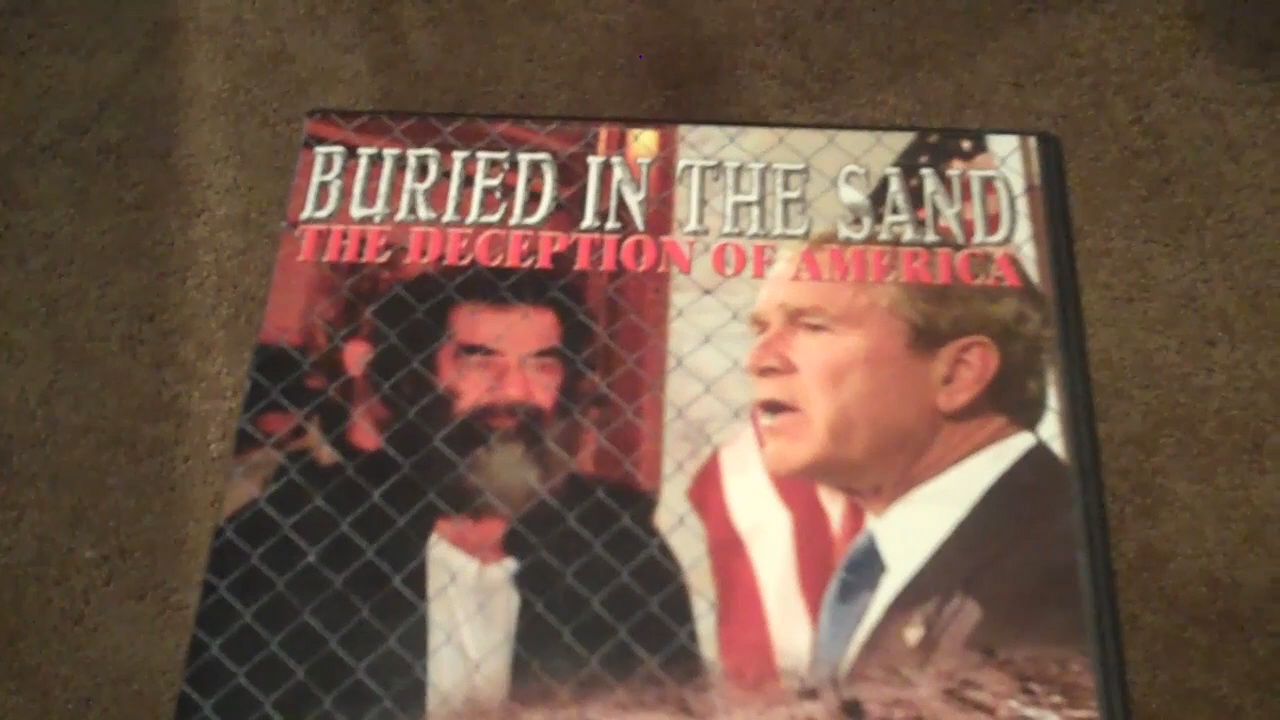 BURIED IN THE SAND
THE DECEPTION OF AMERICA